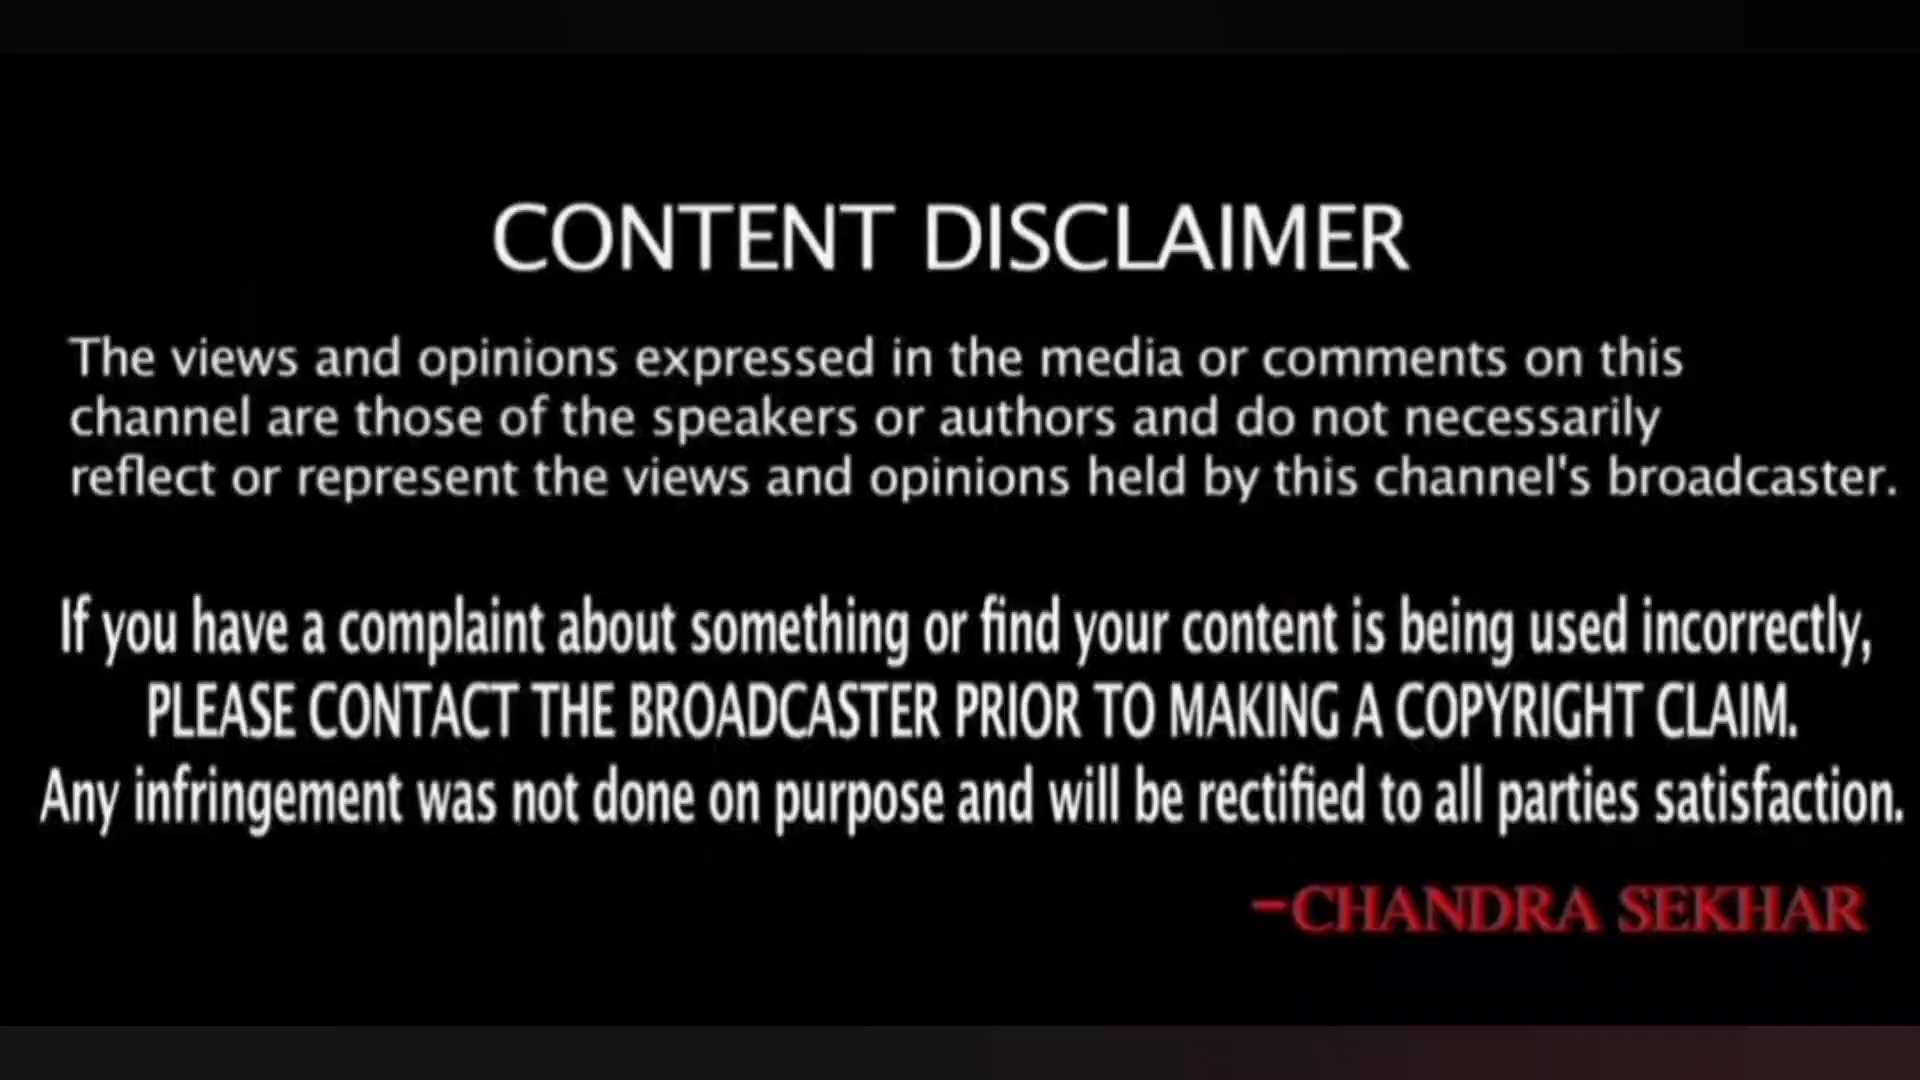 CONTENT DISCLAIMER
The views and opinions expressed in the media or comments on this
channel are those of the speakers or authors and do not necessarily
reflect or represent the views and opinions held by this channel's broadcaster.
If you have a complaint about something or find your content is being used incorrectly,
PLEASE CONTACT THE BROADCASTER PRIOR TO MAKING A COPYRIGHT CLAIM.
Any infringement was not done on purpose and will be rectified to all parties satisfaction.
-CHANDRA SEKHAR